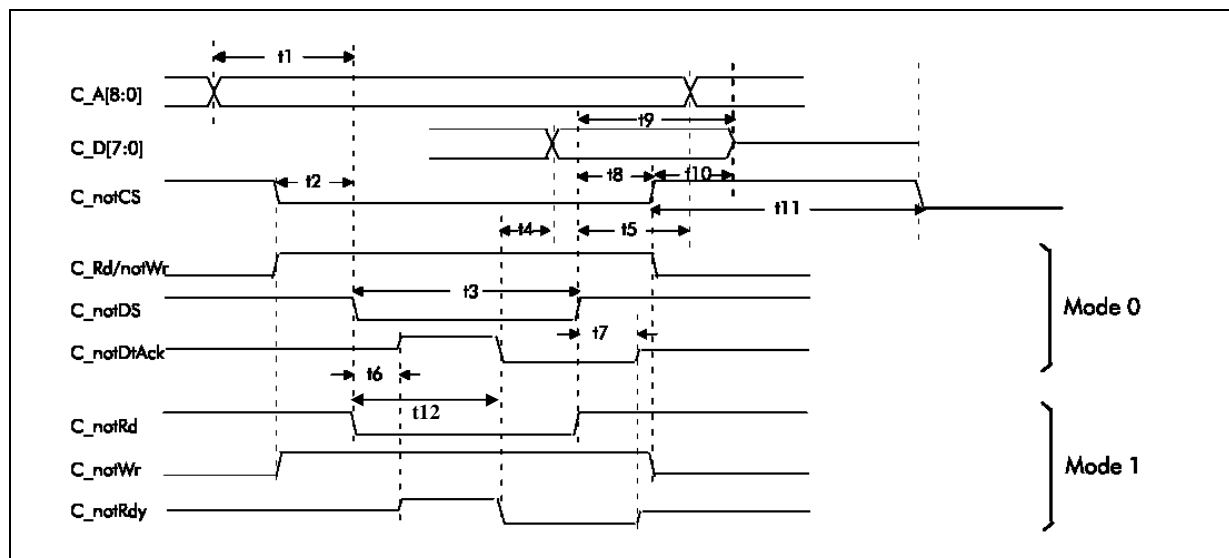 t1
C_A[8:0]
t9
C_D[7:0]
t2
t8
t10
C_notCS
t11
t4
t5
C_Rd/notWr
t3
C_notDS
Mode 0
t7
C_notDtAck
t6
t12
C_notRd
C_notWr
Mode 1
C_notRdy